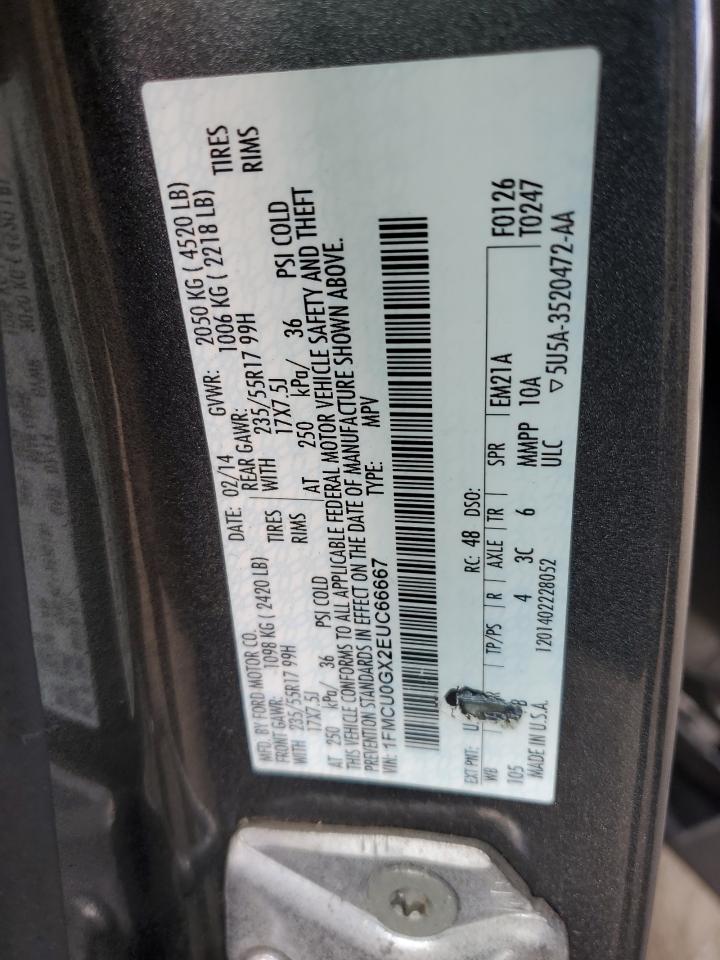 MFD. BY FORD MOTOR CO.
DATE: 02/14 GVWR: 2050 KG ( 4520 LB)
FRONT GAWR: 1098 KG ( 2420 LB) REAR GAWR: 1006 KG ( 2218 LB)
WITH 235/55R17 99H TIRES WITH 235/55R17 99H TIRES
17X7.5J RIMS 17X7.5J RIMS
AT 250 kPa/ 36 PSI COLD AT 250 kPa/ 36 PSI COLD
THIS VEHICLE CONFORMS TO ALL APPLICABLE FEDERAL MOTOR VEHICLE SAFETY AND THEFT
PREVENTION STANDARDS IN EFFECT ON THE DATE OF MANUFACTURE SHOWN ABOVE.
VIN: 1FMCU0GX2EUC66667 TYPE: MPV
EXT PNT: U RC: 48 DSO: F0126
WB TP/PS R AXLE TR SPR EM21A T0247
105 B 4 3C 6 MMPP 10A
MADE IN U.S.A. 1201402228052 ULC ▽5U5A-3520472-AA